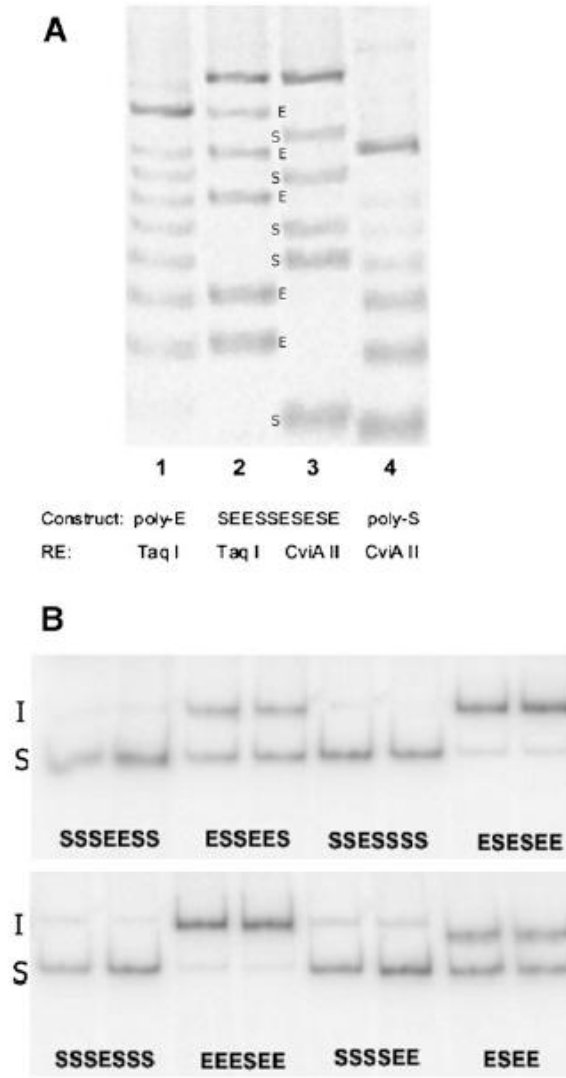 A
E
S
E
S
E
S
S
E
E
S
1 2 3 4
Construct: poly-E SEESSESESE poly-S
RE: Taq I Taq I CviA II CviA II
B
I
S
SSSEESS ESSEES SSESSSS ESESEE
I
S
SSSESSS EEESEE SSSSEE ESEE